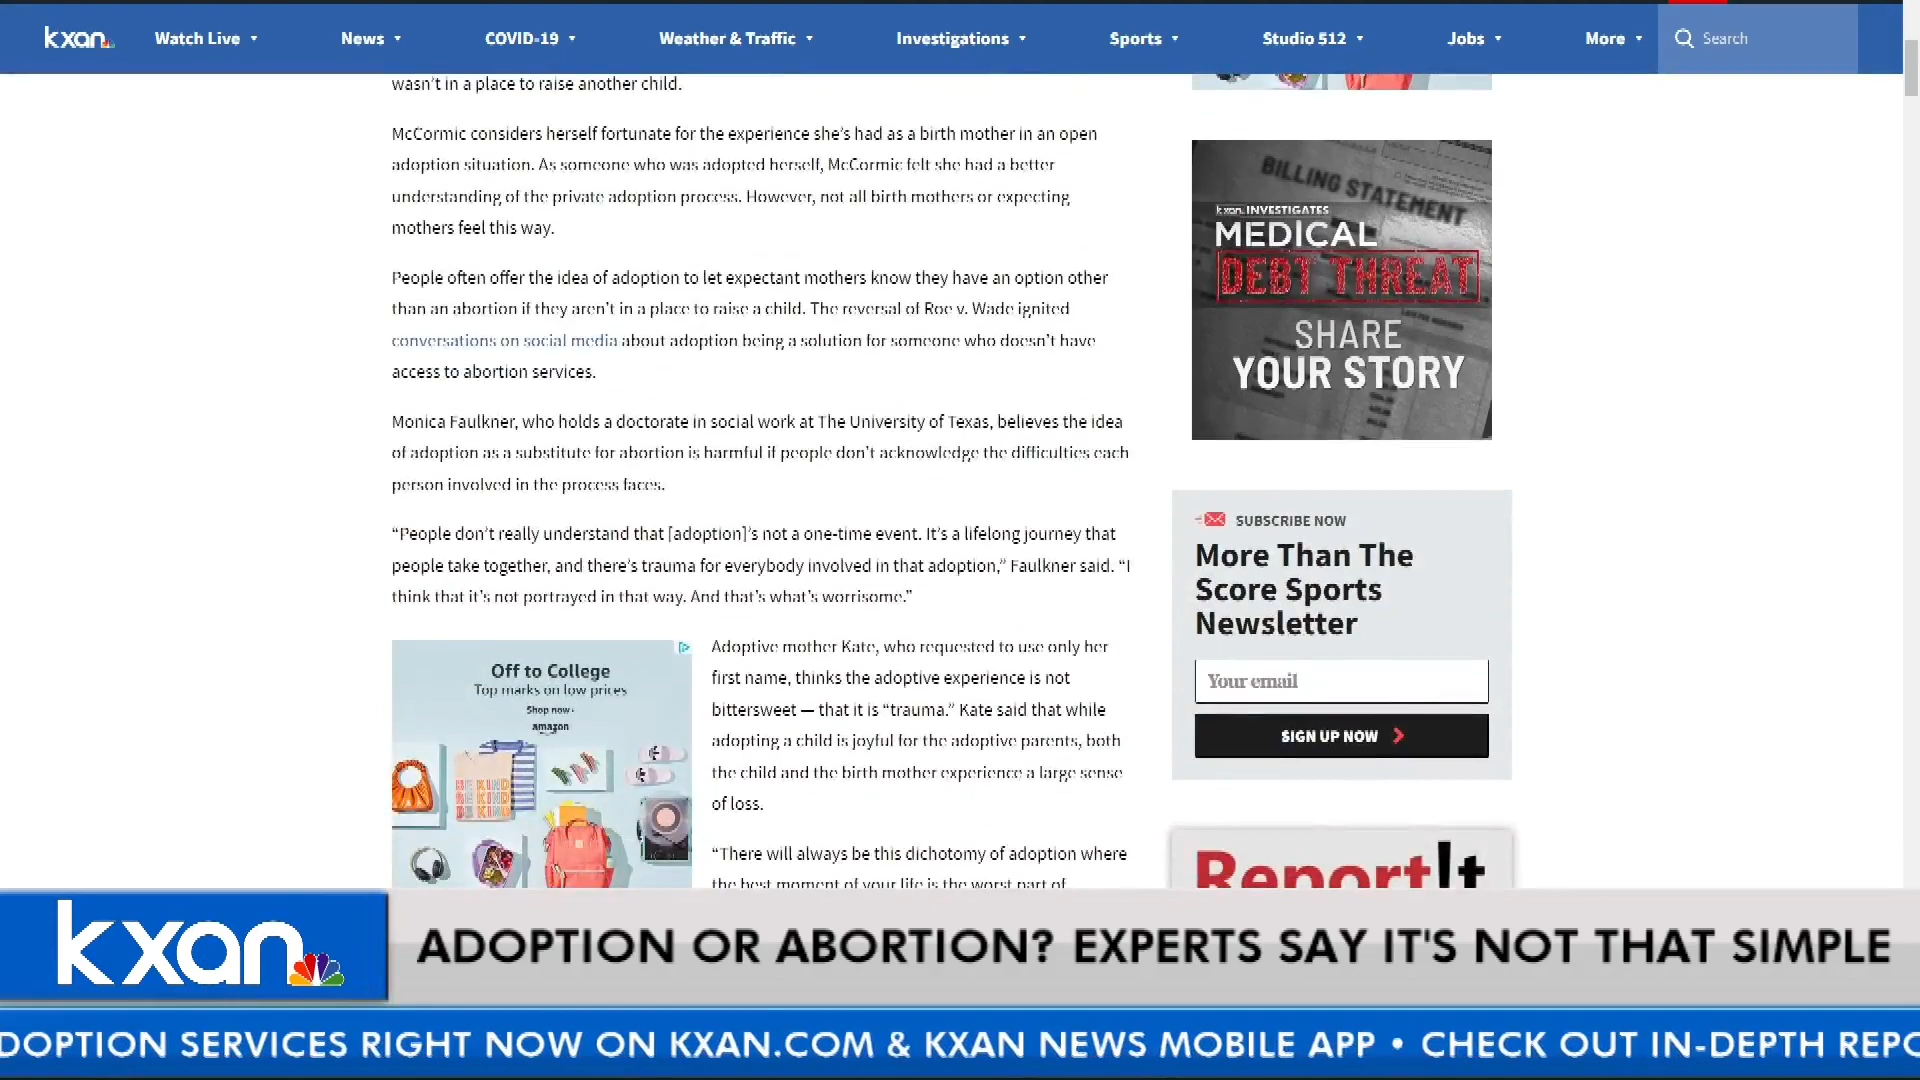 kxan
Watch Live
News
COVID-19
Weather & Traffic
Investigations
Sports
Studio 512
Jobs
More
Search
wasn't in a place to raise another child.
McCormic considers herself fortunate for the experience she's had as a birth mother in an open
adoption situation. As someone who was adopted herself, McCormic felt she had a better
understanding of the private adoption process. However, not all birth mothers or expecting
mothers feel this way.
People often offer the idea of adoption to let expectant mothers know they have an option other
than an abortion if they aren't in a place to raise a child. The reversal of Roe v. Wade ignited
conversations on social media about adoption being a solution for someone who doesn't have
access to abortion services.
Monica Faulkner, who holds a doctorate in social work at The University of Texas, believes the idea
of adoption as a substitute for abortion is harmful if people don't acknowledge the difficulties each
person involved in the process faces.
“People don't really understand that [adoption]'s not a one-time event. It's a lifelong journey that
people take together, and there's trauma for everybody involved in that adoption,” Faulkner said. “I
think that it's not portrayed in that way. And that's what's worrisome.”
Off to College
Top marks on low prices
Shop now
amazon
Adoptive mother Kate, who requested to use only her
first name, thinks the adoptive experience is not
bittersweet — that it is “trauma.” Kate said that while
adopting a child is joyful for the adoptive parents, both
the child and the birth mother experience a large sense
of loss.
“There will always be this dichotomy of adoption where
the best moment of your life is the worst part of
BILLING STATEMENT
kxan INVESTIGATES
MEDICAL
DEBT THREAT
SHARE
YOUR STORY
SUBSCRIBE NOW
More Than The
Score Sports
Newsletter
Your email
SIGN UP NOW
Report It
kxan
ADOPTION OR ABORTION? EXPERTS SAY IT'S NOT THAT SIMPLE
DOPTION SERVICES RIGHT NOW ON KXAN.COM & KXAN NEWS MOBILE APP • CHECK OUT IN-DEPTH REPO